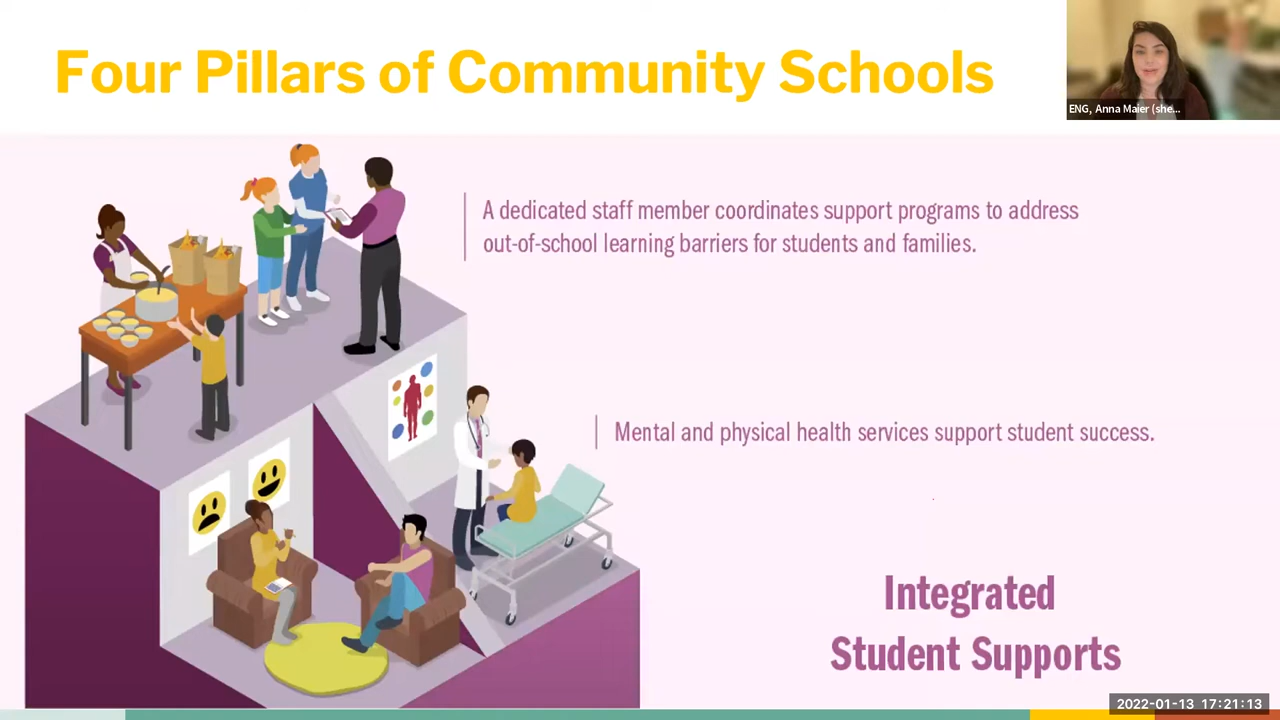 Four Pillars of Community Schools
ENG, Anna Maier (she...
A dedicated staff member coordinates support programs to address
out-of-school learning barriers for students and families.
Mental and physical health services support student success.
Integrated
Student Supports
2022-01-13 17:21:13